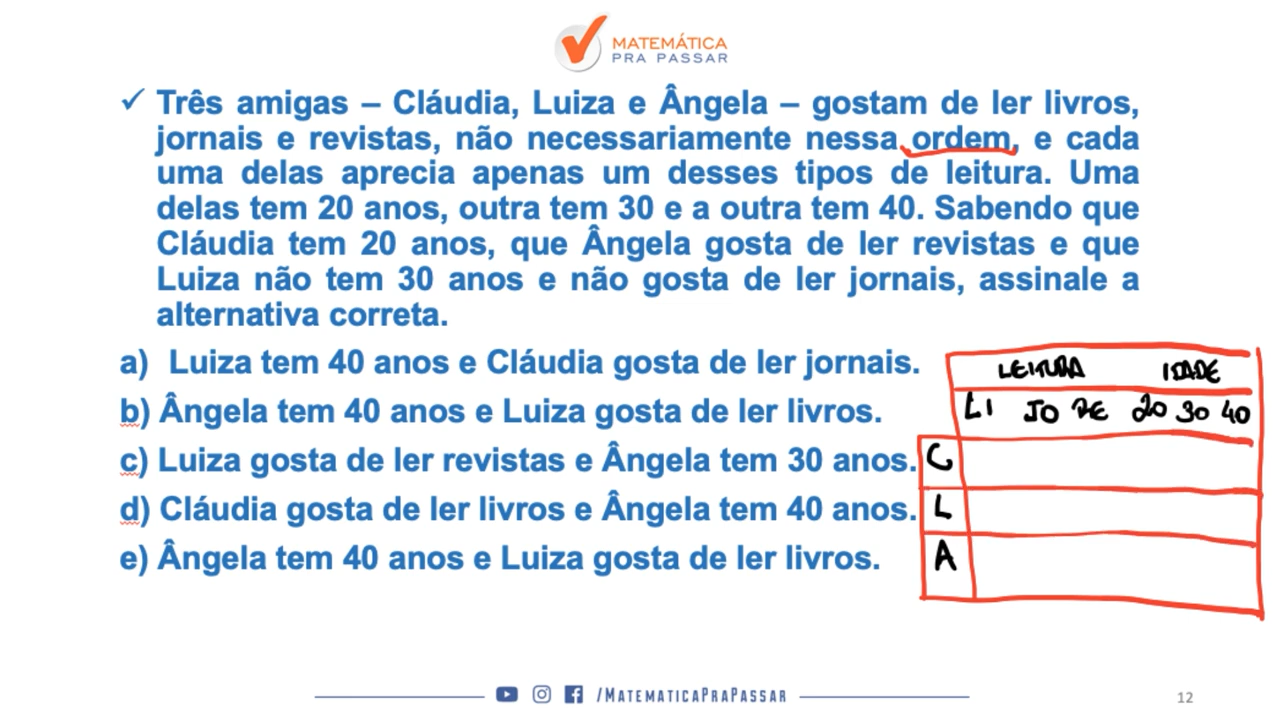 MATEMÁTICA
PRA PASSAR
✓ Três amigas – Cláudia, Luiza e Ângela – gostam de ler livros,
jornais e revistas, não necessariamente nessa ordem, e cada
uma delas aprecia apenas um desses tipos de leitura. Uma
delas tem 20 anos, outra tem 30 e a outra tem 40. Sabendo que
Cláudia tem 20 anos, que Ângela gosta de ler revistas e que
Luiza não tem 30 anos e não gosta de ler jornais, assinale a
alternativa correta.
a) Luiza tem 40 anos e Cláudia gosta de ler jornais.
b) Ângela tem 40 anos e Luiza gosta de ler livros.
c) Luiza gosta de ler revistas e Ângela tem 30 anos.
d) Cláudia gosta de ler livros e Ângela tem 40 anos.
e) Ângela tem 40 anos e Luiza gosta de ler livros.
LEITURA IDADE
LI JO RE 20 30 40
C
L
A
/MATEMATICAPRAPASSAR
12